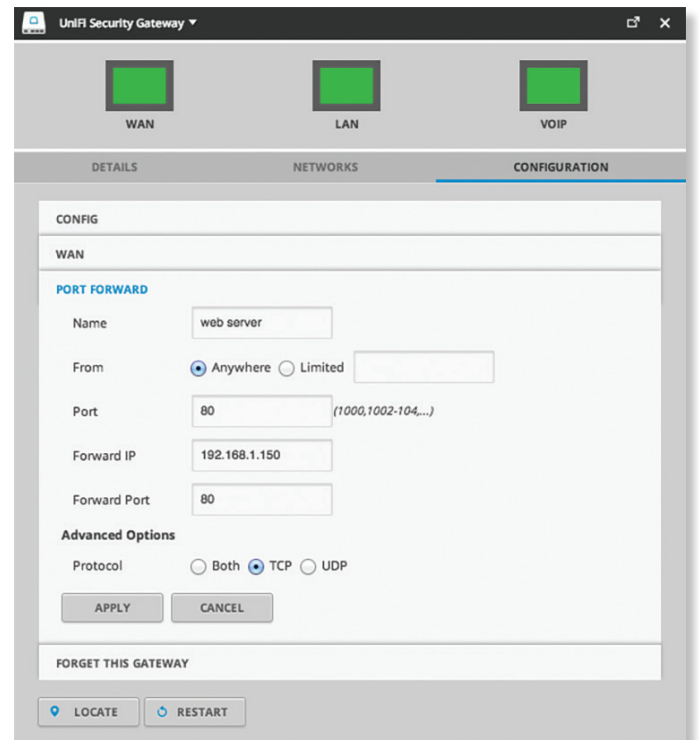 UniFi Security Gateway
WAN LAN VOIP
DETAILS NETWORKS CONFIGURATION
CONFIG
WAN
PORT FORWARD
Name web server
From Anywhere Limited
Port 80 (1000,1002-104,...)
Forward IP 192.168.1.150
Forward Port 80
Advanced Options
Protocol Both TCP UDP
APPLY CANCEL
FORGET THIS GATEWAY
LOCATE RESTART